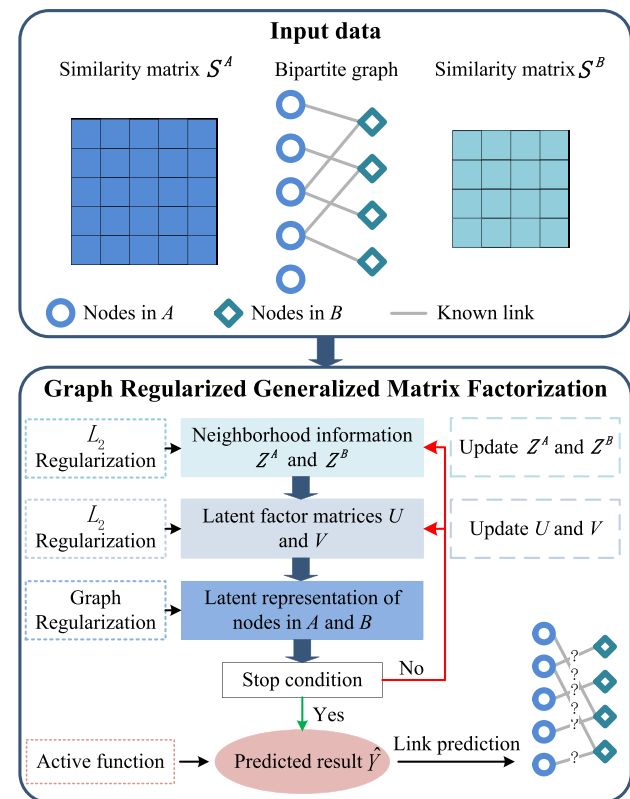 Input data
Similarity matrix S^A
Bipartite graph
Similarity matrix S^B
Nodes in A
Nodes in B
Known link
Graph Regularized Generalized Matrix Factorization
L_2
Regularization
Neighborhood information
Z^A and Z^B
Update Z^A and Z^B
L_2
Regularization
Latent factor matrices U
and V
Update U and V
Graph
Regularization
Latent representation of
nodes in A and B
Stop condition
No
Yes
Active function
Predicted result Ŷ
Link prediction
?
?
?
?
?
?
?